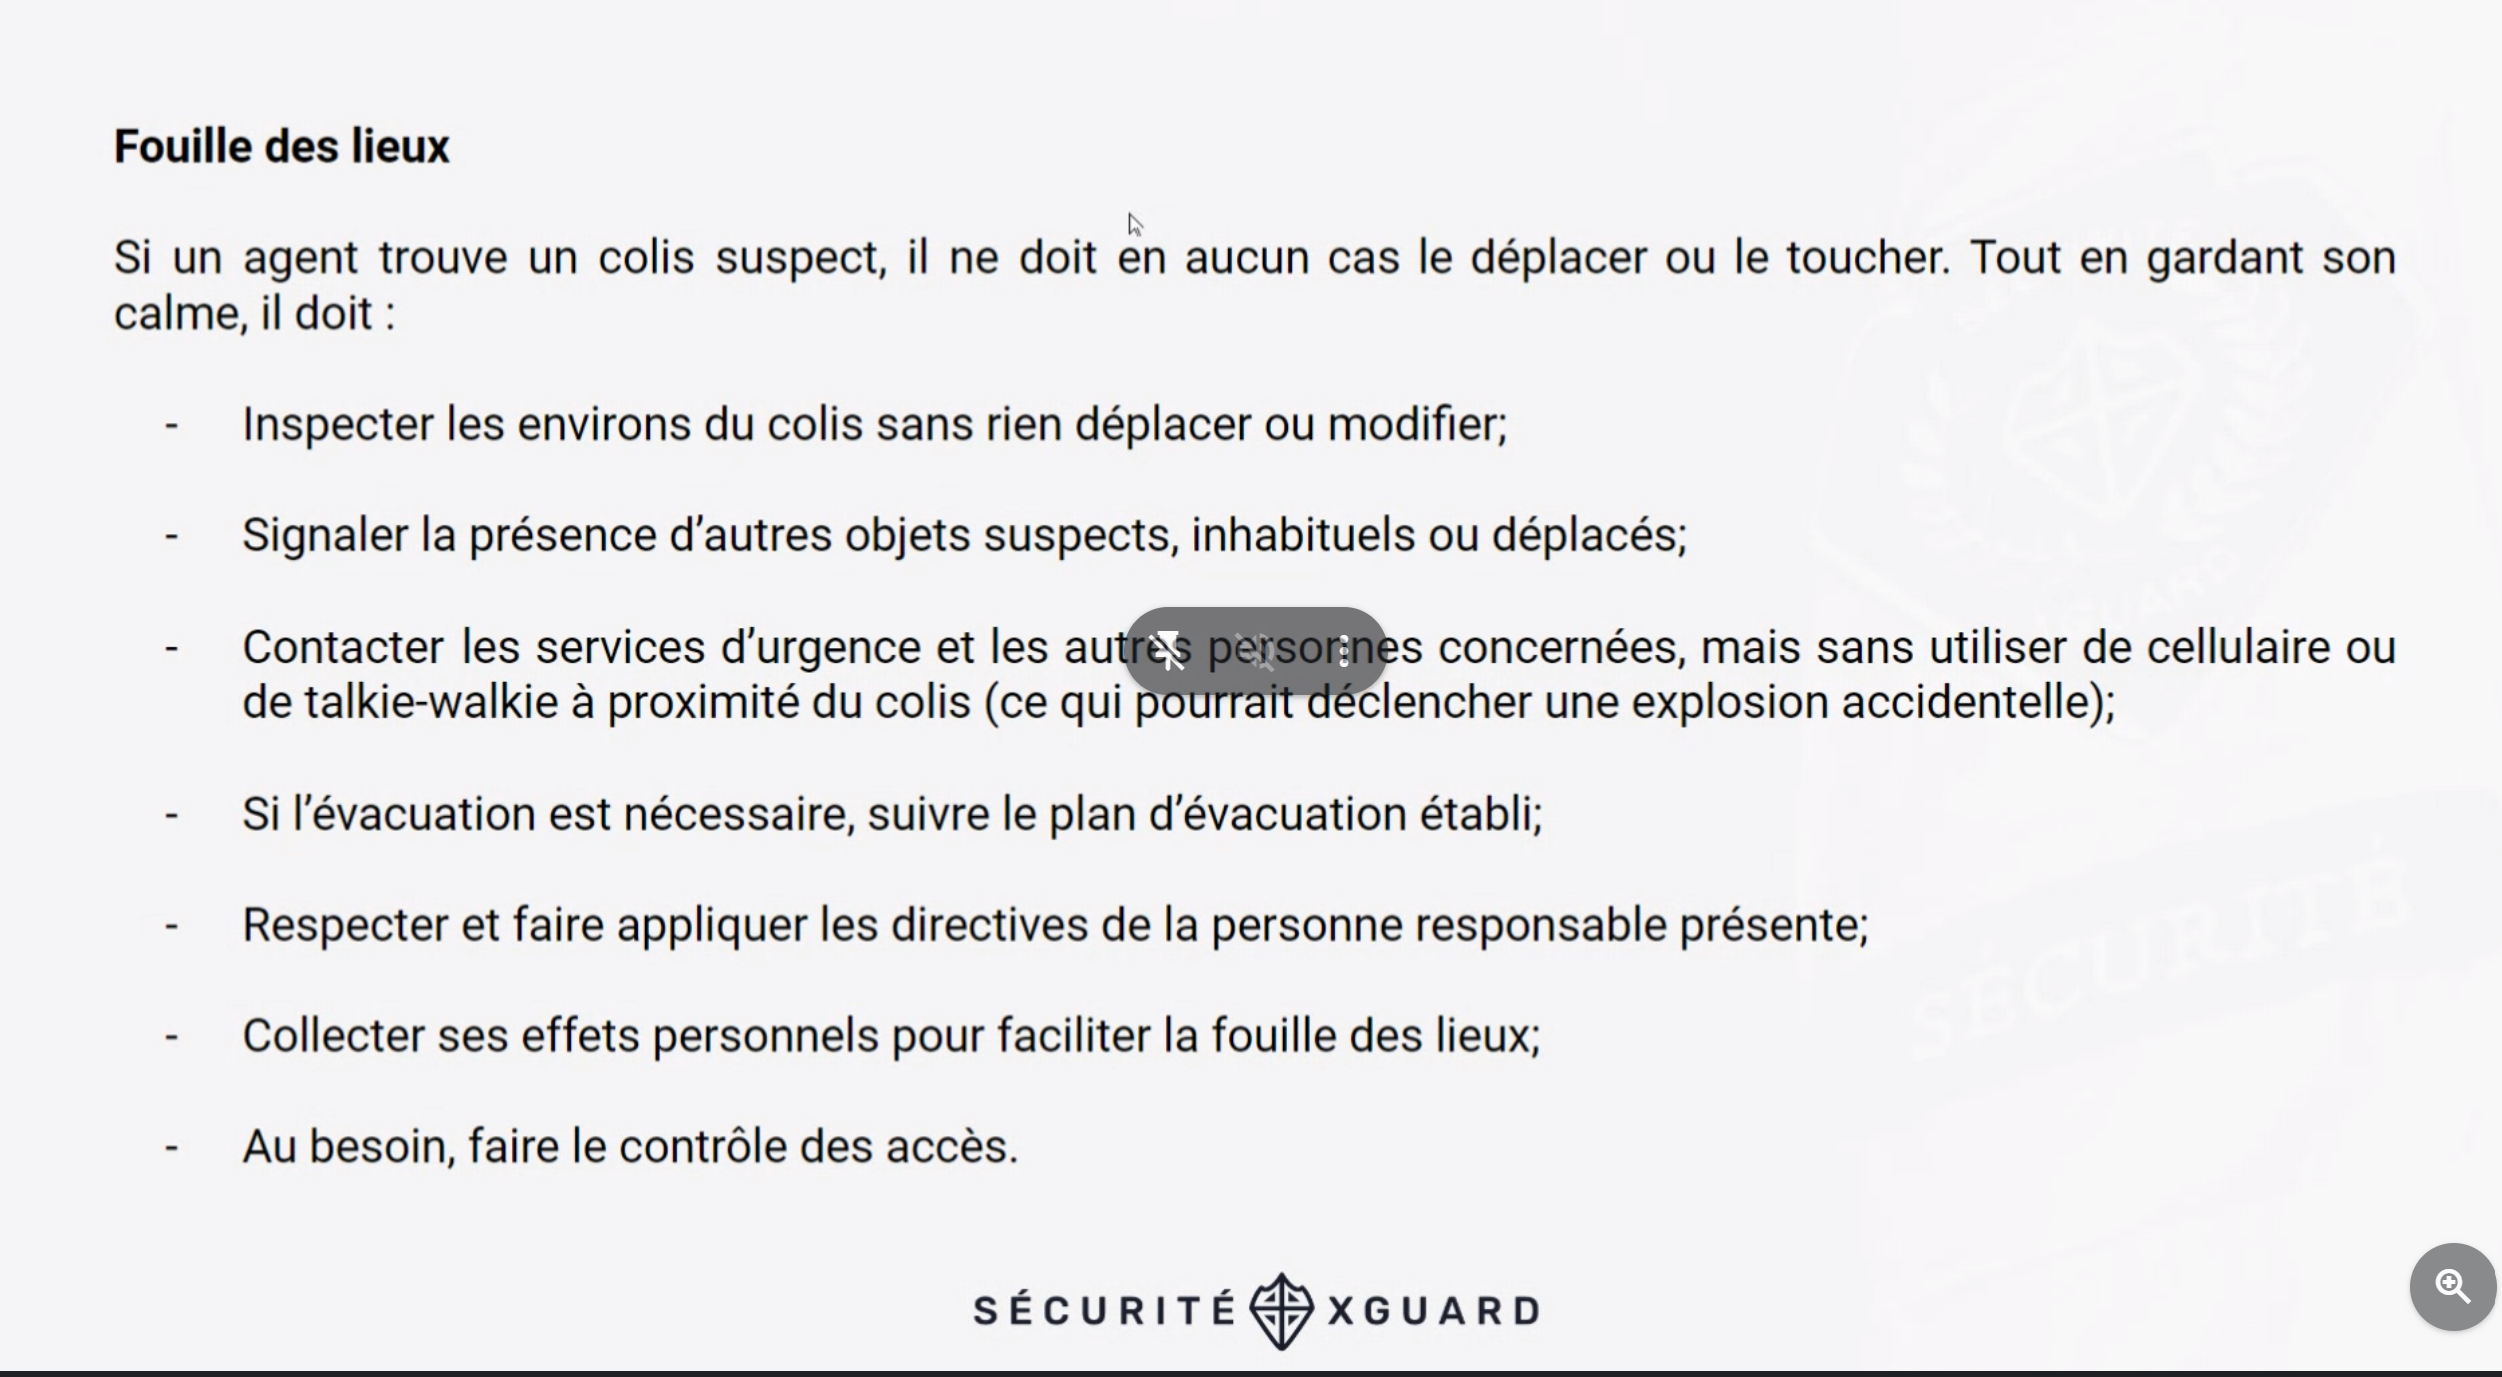 Fouille des lieux
Si un agent trouve un colis suspect, il ne doit en aucun cas le déplacer ou le toucher. Tout en gardant son
calme, il doit :
- Inspecter les environs du colis sans rien déplacer ou modifier;
- Signaler la présence d’autres objets suspects, inhabituels ou déplacés;
- Contacter les services d’urgence et les autres personnes concernées, mais sans utiliser de cellulaire ou
de talkie-walkie à proximité du colis (ce qui pourrait déclencher une explosion accidentelle);
- Si l’évacuation est nécessaire, suivre le plan d’évacuation établi;
- Respecter et faire appliquer les directives de la personne responsable présente;
- Collecter ses effets personnels pour faciliter la fouille des lieux;
- Au besoin, faire le contrôle des accès.
SÉCURITÉ
SÉCURITÉ XGUARD